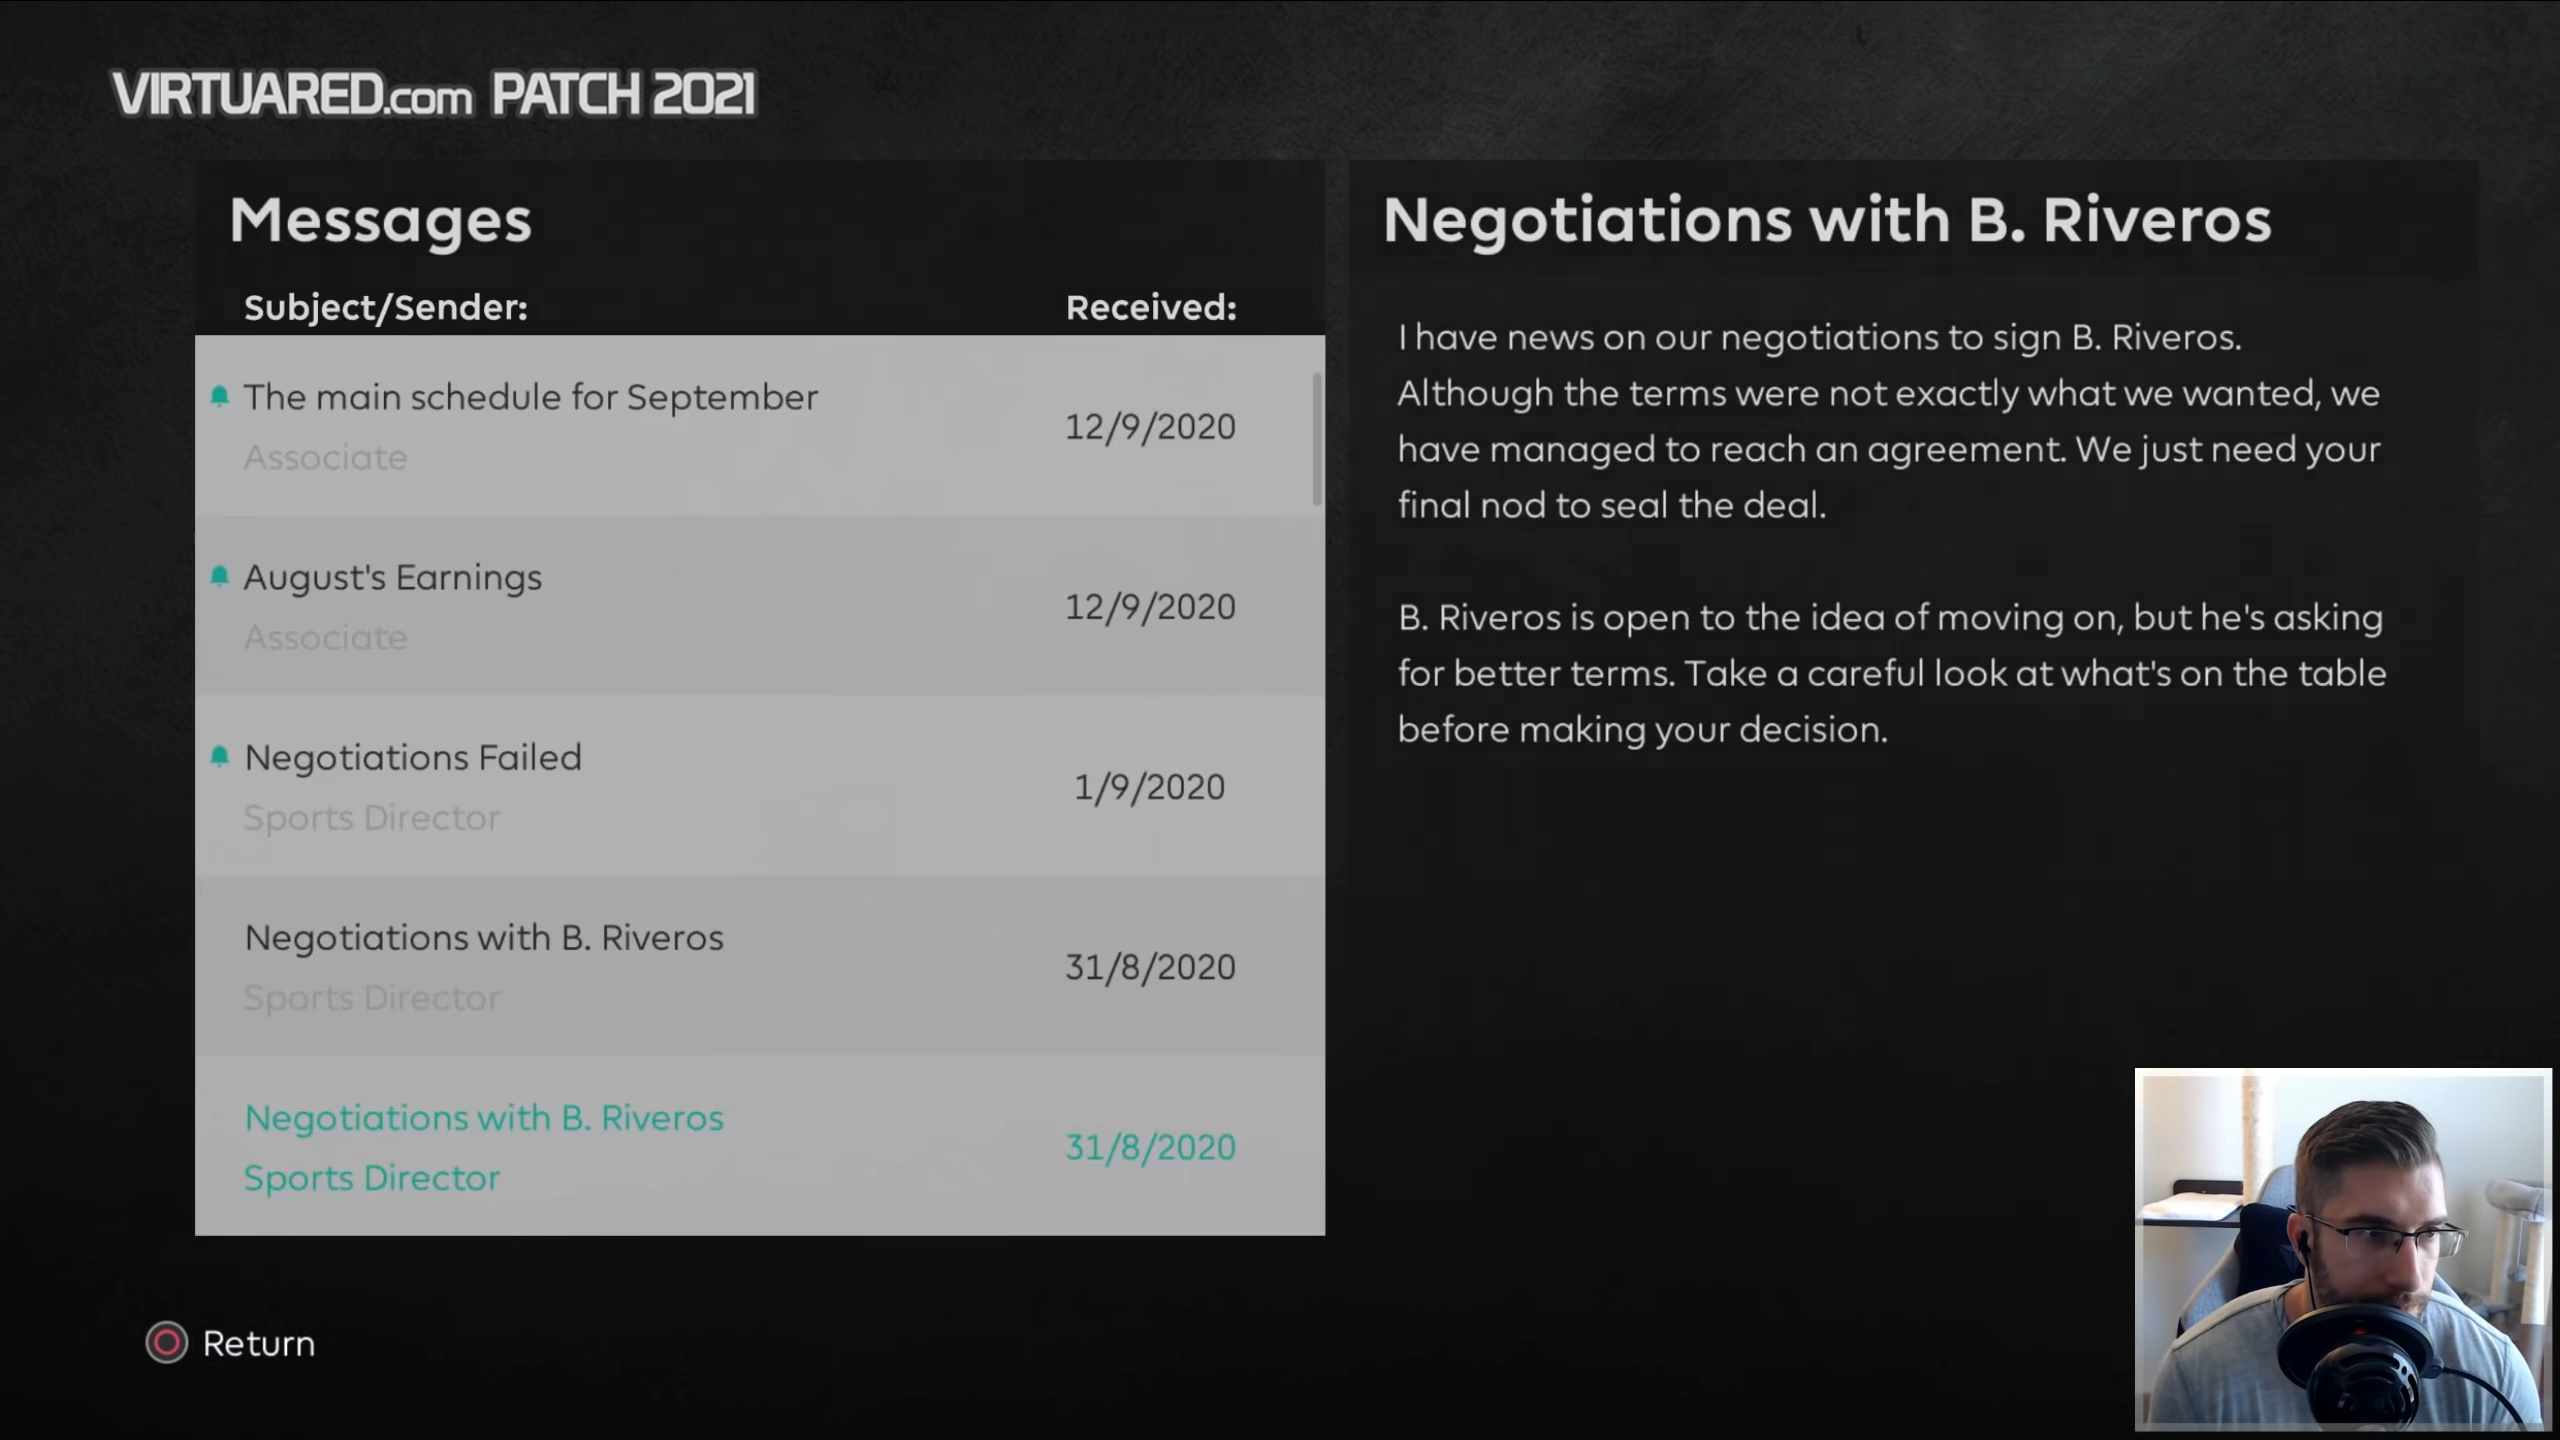 VIRTUARED.com PATCH 2021
Messages
Subject/Sender:
Received:
The main schedule for September
Associate
12/9/2020
August's Earnings
Associate
12/9/2020
Negotiations Failed
Sports Director
1/9/2020
Negotiations with B. Riveros
Sports Director
31/8/2020
Negotiations with B. Riveros
Sports Director
31/8/2020
Negotiations with B. Riveros
I have news on our negotiations to sign B. Riveros.
Although the terms were not exactly what we wanted, we
have managed to reach an agreement. We just need your
final nod to seal the deal.
B. Riveros is open to the idea of moving on, but he's asking
for better terms. Take a careful look at what's on the table
before making your decision.
Return